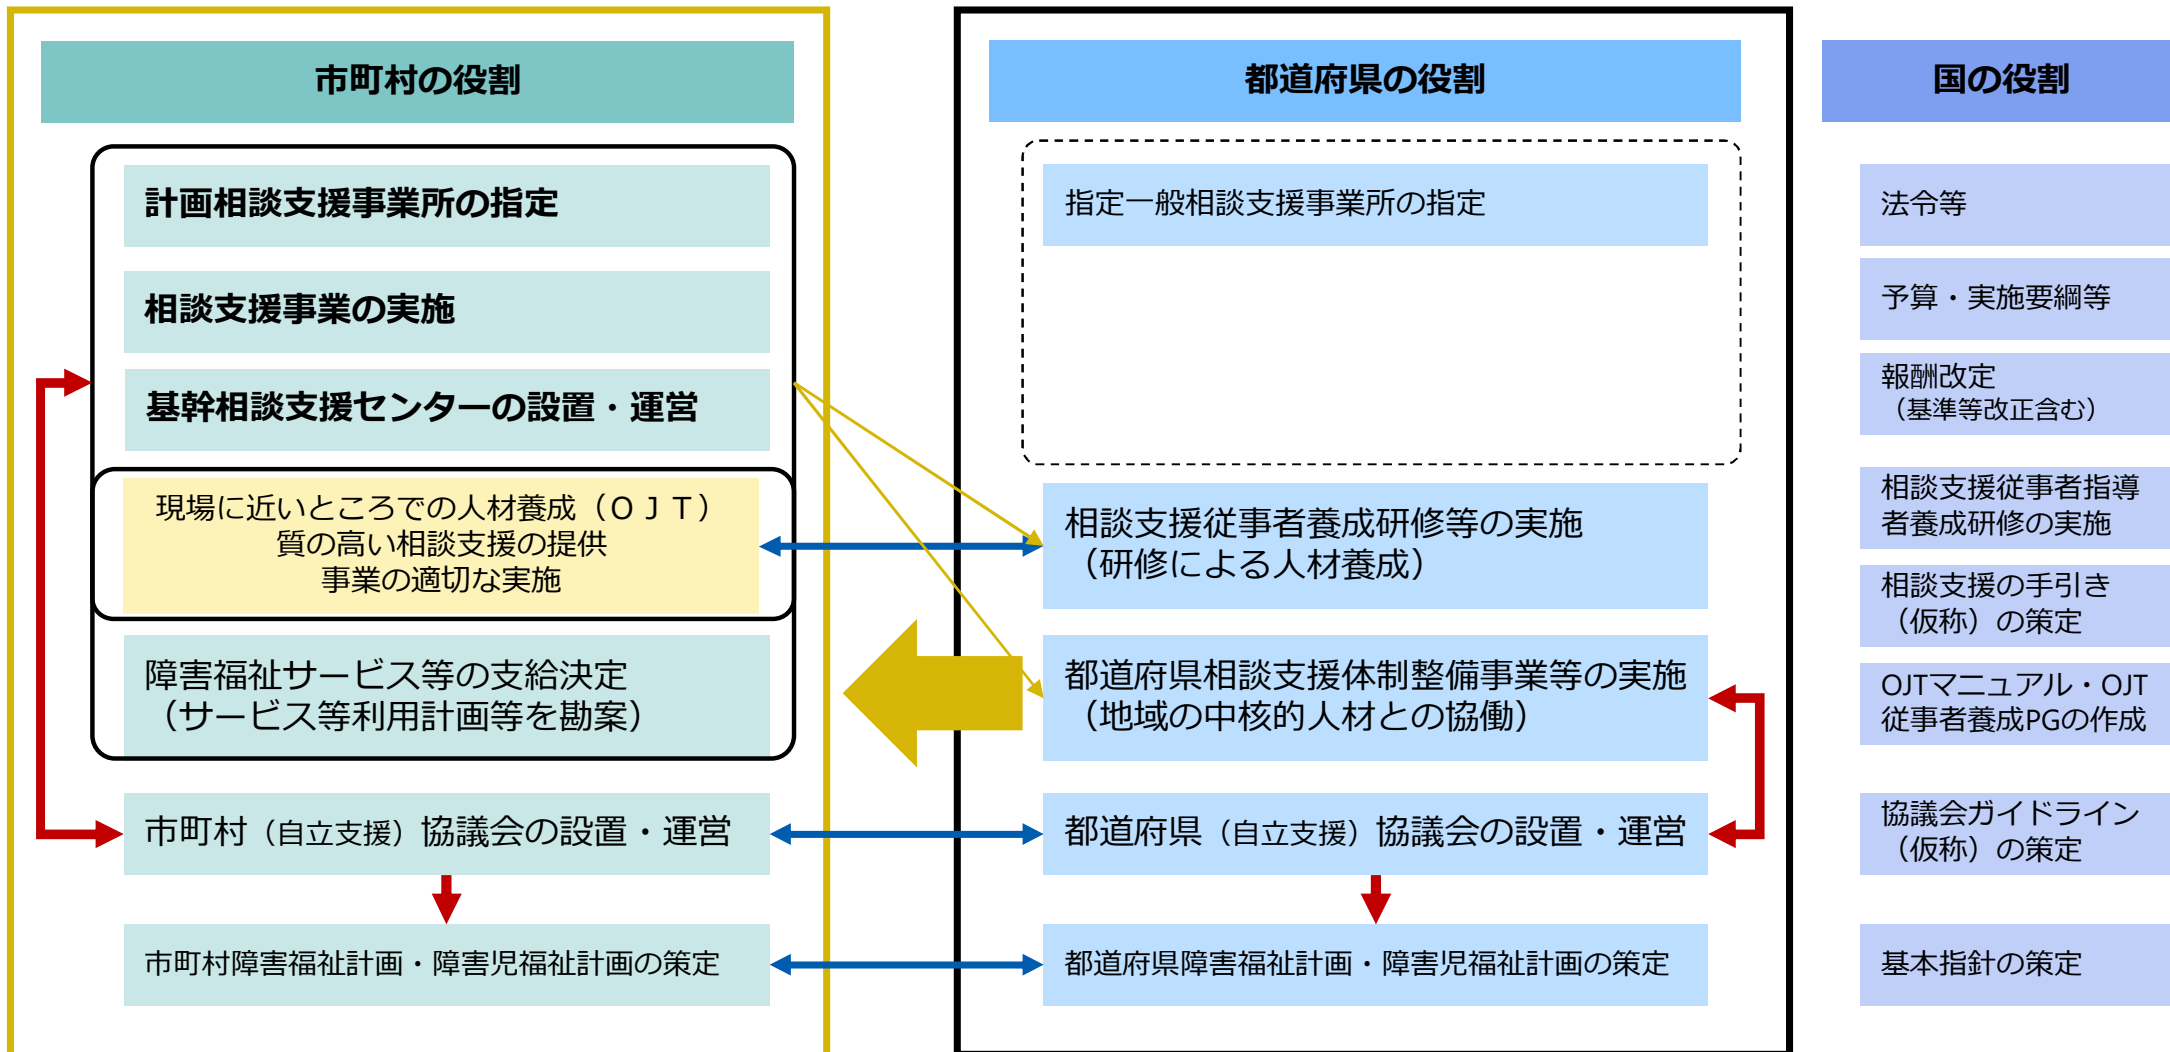 市町村の役割
計画相談支援事業所の指定
相談支援事業の実施
基幹相談支援センターの設置・運営
現場に近いところでの人材養成（ＯＪＴ）
質の高い相談支援の提供
事業の適切な実施
障害福祉サービス等の支給決定
（サービス等利用計画等を勘案）
市町村（自立支援）協議会の設置・運営
市町村障害福祉計画・障害児福祉計画の策定
都道府県の役割
指定一般相談支援事業所の指定
相談支援従事者養成研修等の実施
（研修による人材養成）
都道府県相談支援体制整備事業等の実施
（地域の中核的人材との協働）
都道府県（自立支援）協議会の設置・運営
都道府県障害福祉計画・障害児福祉計画の策定
国の役割
法令等
予算・実施要綱等
報酬改定
（基準等改正含む）
相談支援従事者指導
者養成研修の実施
相談支援の手引き
（仮称）の策定
OJTマニュアル・OJT
従事者養成PGの作成
協議会ガイドライン
（仮称）の策定
基本指針の策定